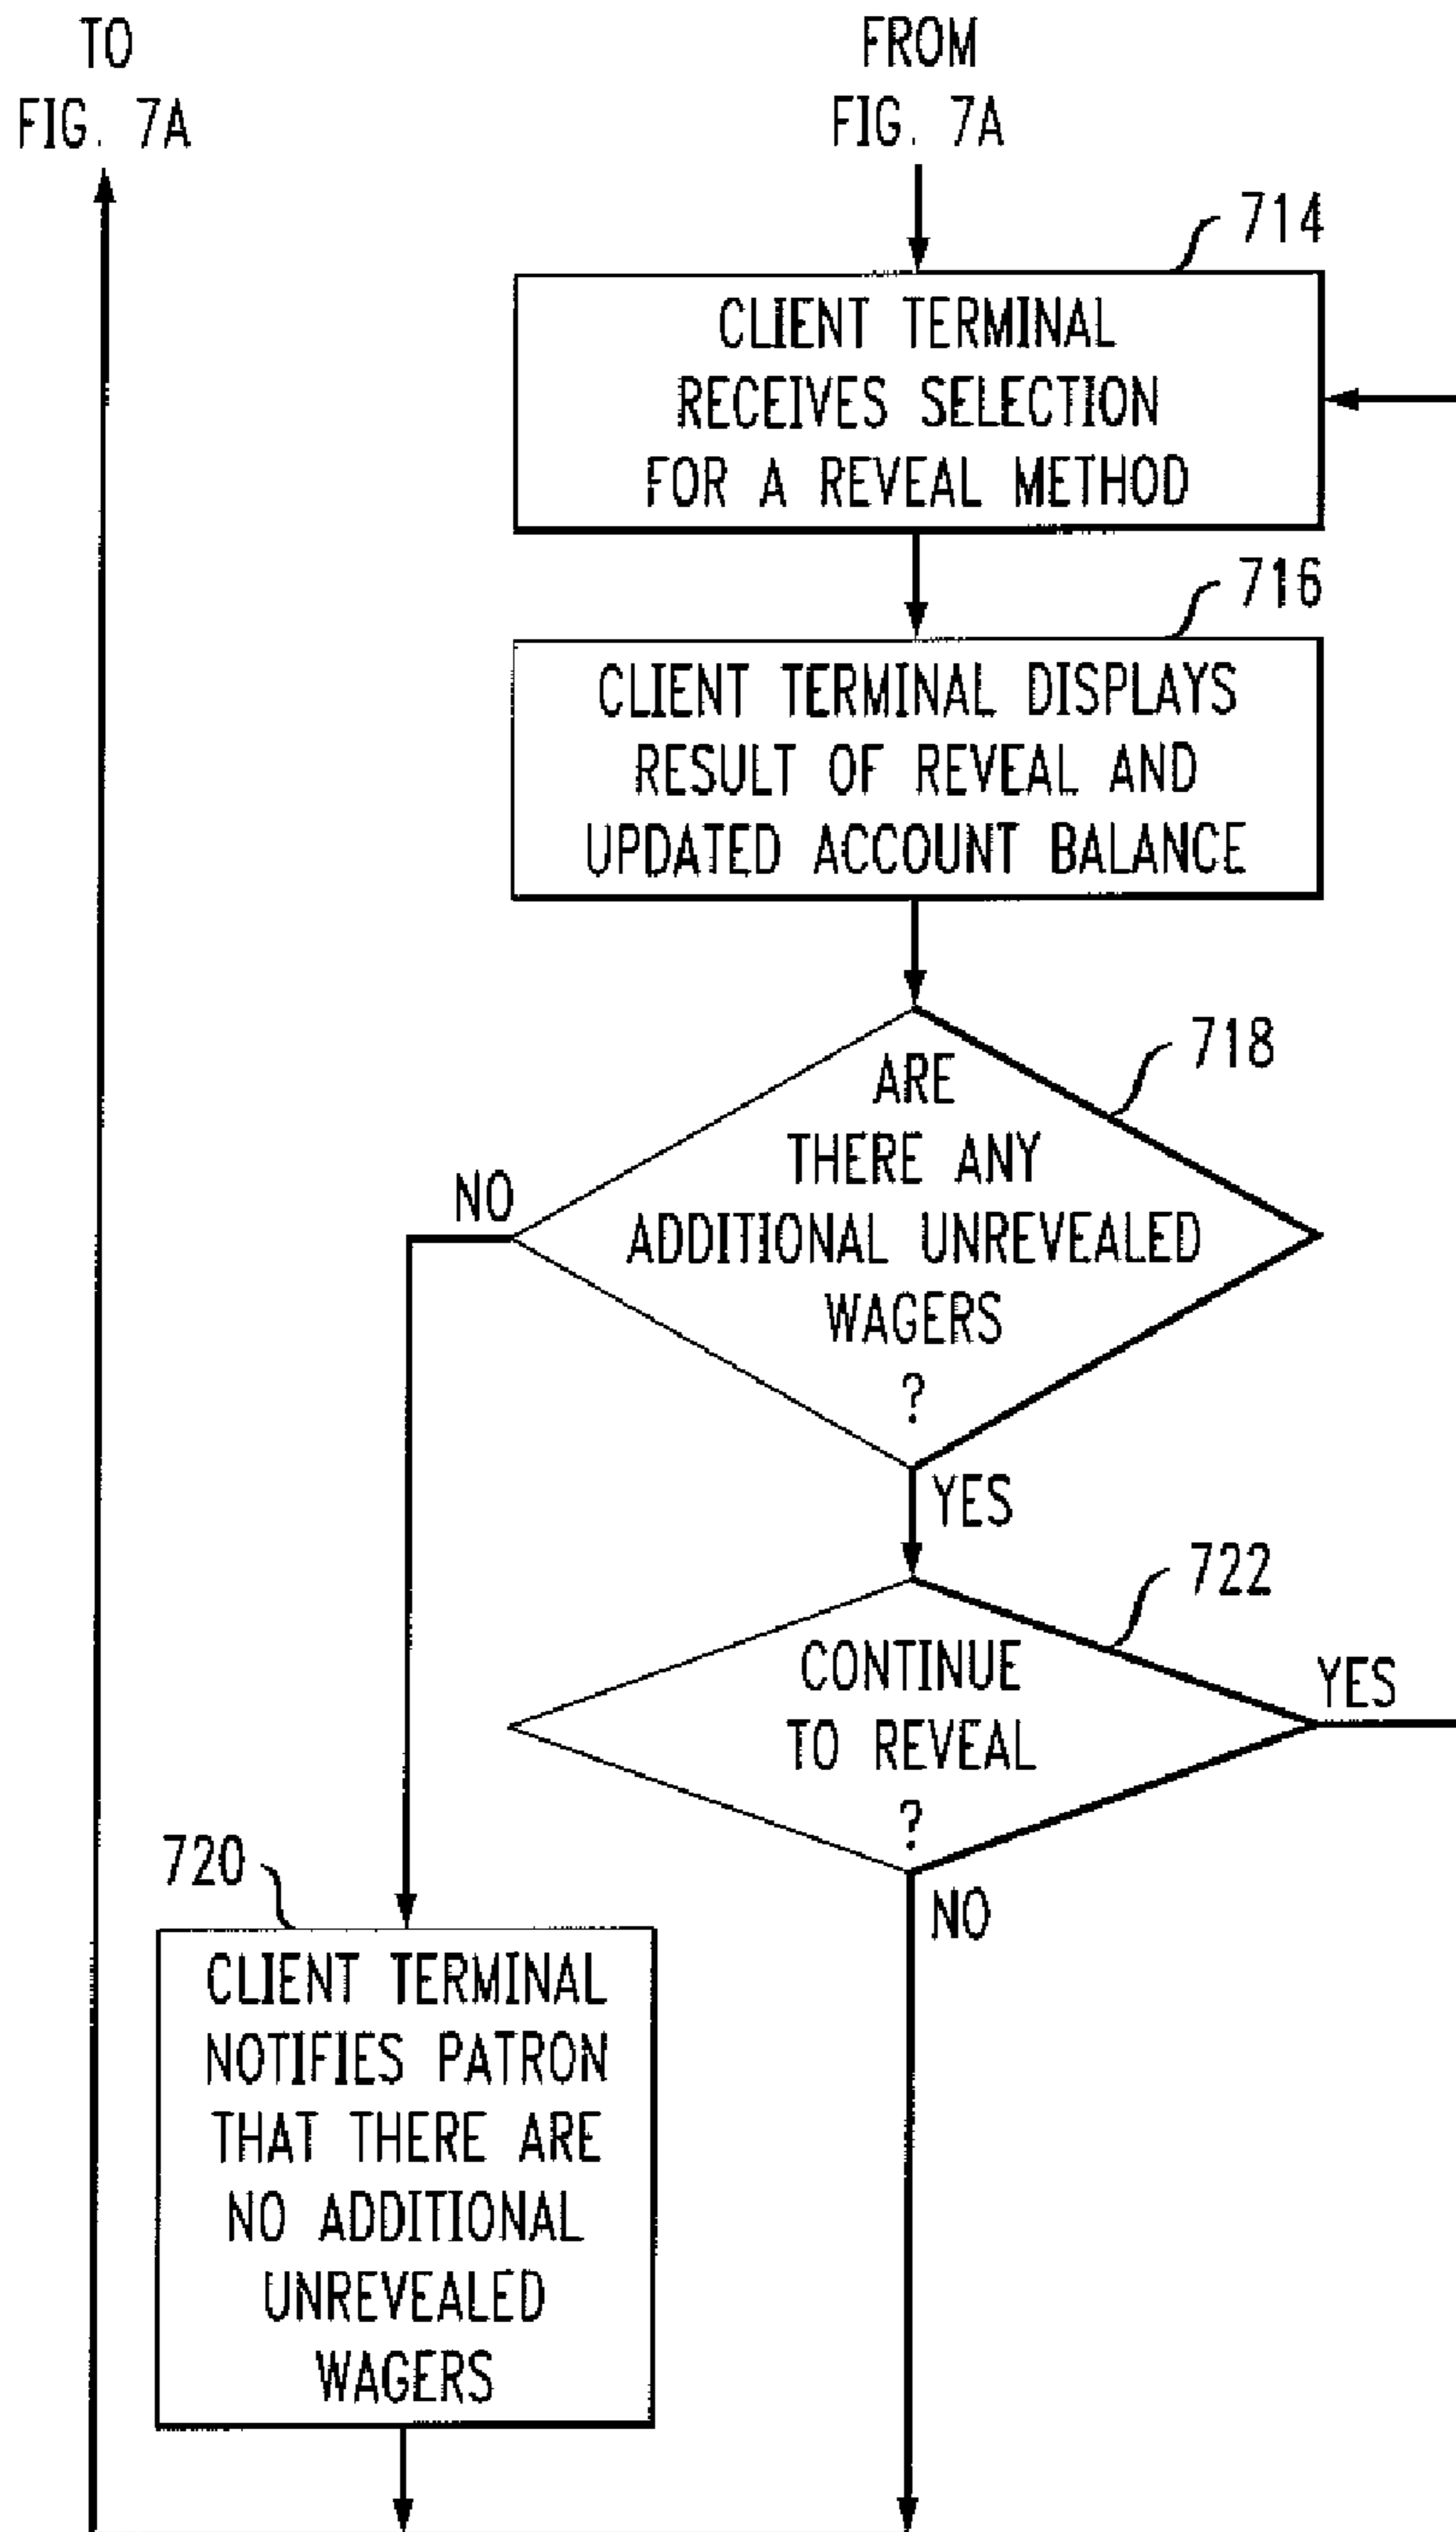 TO
FIG. 7A
FROM
FIG. 7A
714
CLIENT TERMINAL
RECEIVES SELECTION
FOR A REVEAL METHOD
716
CLIENT TERMINAL DISPLAYS
RESULT OF REVEAL AND
UPDATED ACCOUNT BALANCE
718
ARE
THERE ANY
ADDITIONAL UNREVEALED
WAGERS
?
NO
YES
722
CONTINUE
TO REVEAL
?
YES
NO
720
CLIENT TERMINAL
NOTIFIES PATRON
THAT THERE ARE
NO ADDITIONAL
UNREVEALED
WAGERS